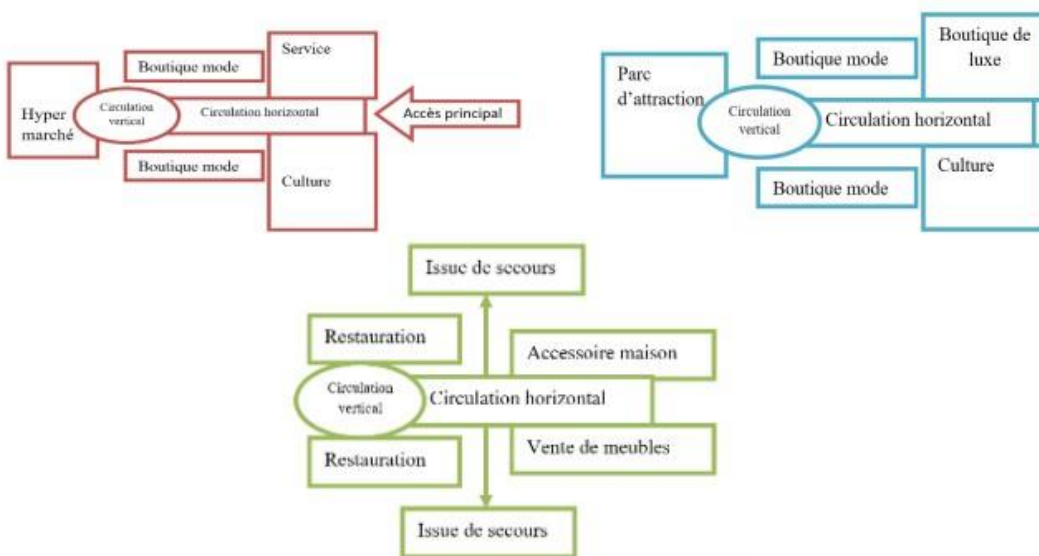 Service
Boutique mode
Hyper
marché
Circulation
vertical
Circulation horizontal
Accès principal
Boutique mode
Culture
Boutique de
luxe
Boutique mode
Parc
d’attraction
Circulation
vertical
Circulation horizontal
Culture
Boutique mode
Issue de secours
Restauration
Accessoire maison
Circulation
vertical
Circulation horizontal
Restauration
Vente de meubles
Issue de secours